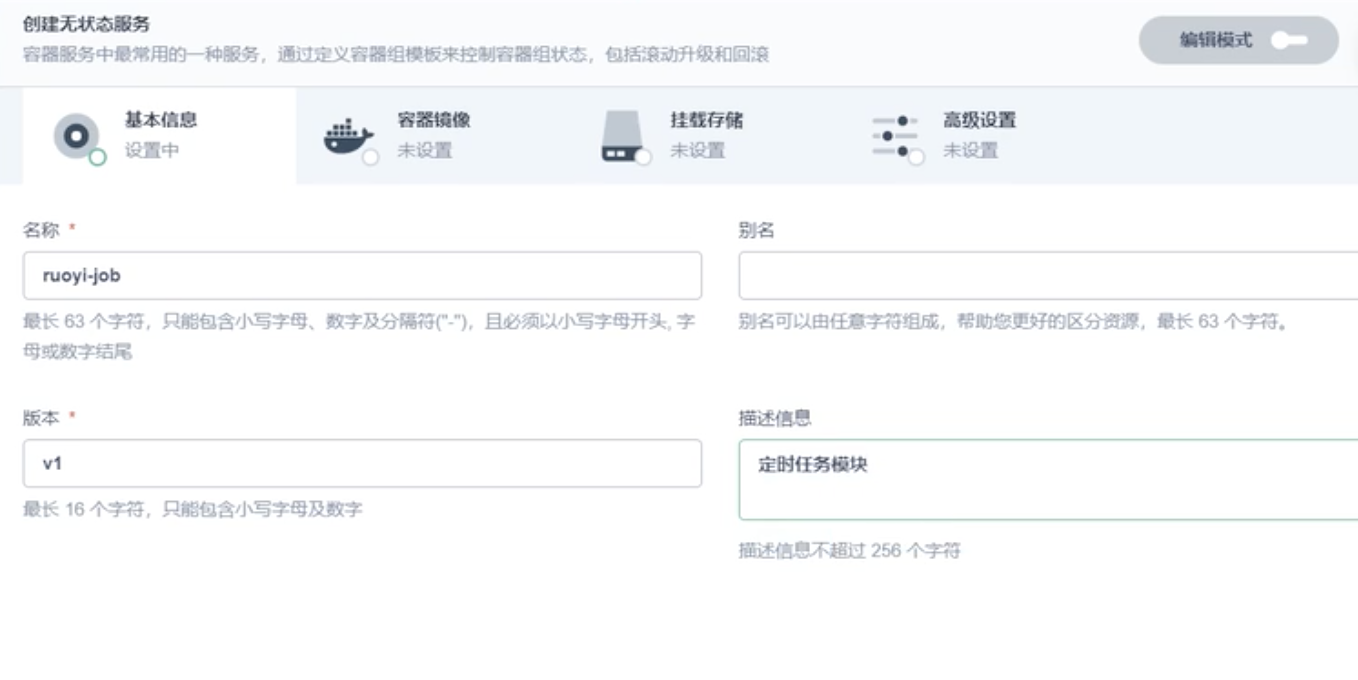 创建无状态服务
容器服务中最常用的一种服务，通过定义容器组模板来控制容器组状态，包括滚动升级和回滚
编辑模式
基本信息
设置中
容器镜像
未设置
挂载存储
未设置
高级设置
未设置
名称 *
ruoyi-job
最长 63 个字符，只能包含小写字母、数字及分隔符("-")，且必须以小写字母开头, 字
母或数字结尾
别名
别名可以由任意字符组成，帮助您更好的区分资源，最长 63 个字符。
版本 *
v1
最长 16 个字符，只能包含小写字母及数字
描述信息
定时任务模块
描述信息不超过 256 个字符